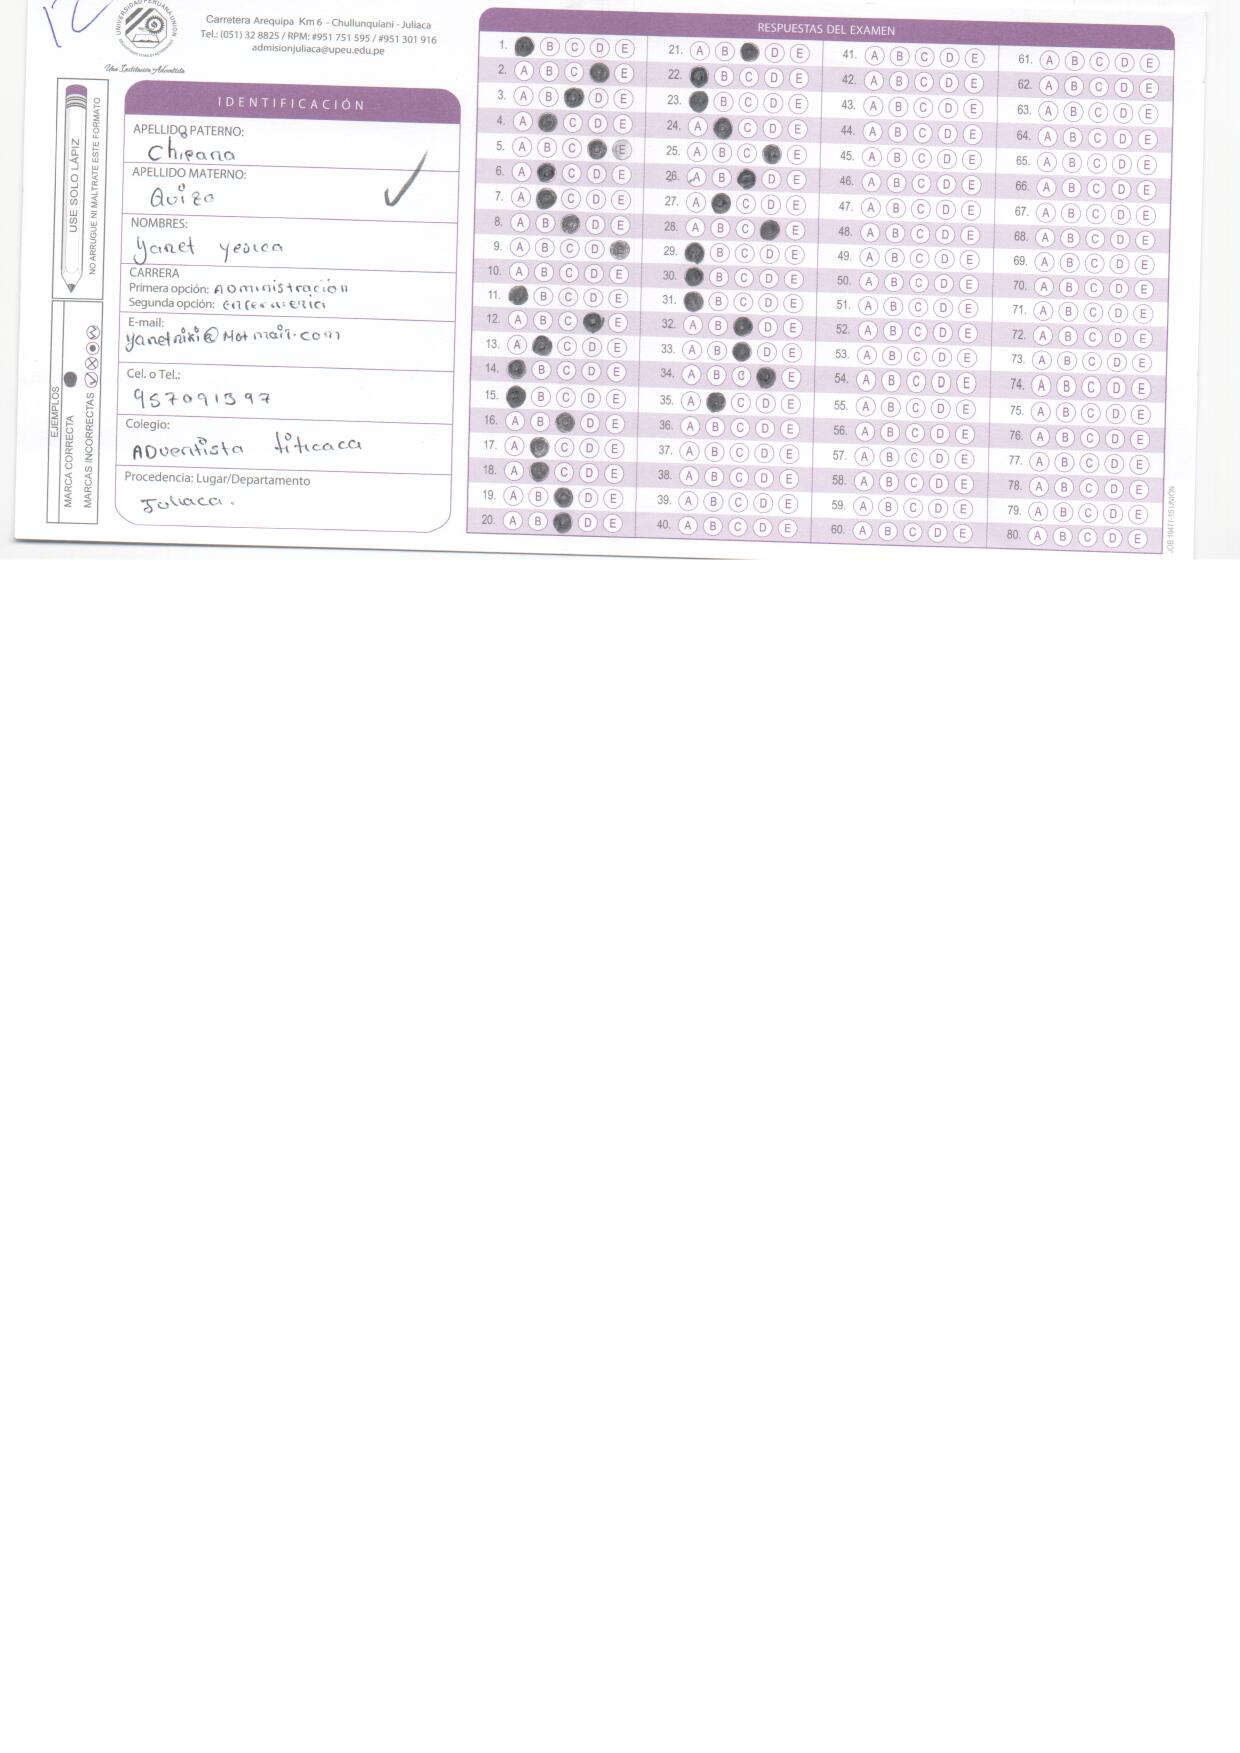 12
UNIVERSIDAD PERUANA UNIÓN
Una Institución Adventista
Carretera Arequipa Km 6 - Chullunquiani - Juliaca
Tel.: (051) 32 8825 / RPM: #951 751 595 / #951 301 916
admisionjuliaca@upeu.edu.pe
USE SOLO LÁPIZ
NO ARRUGUE NI MALTRATE ESTE FORMATO
EJEMPLOS
MARCA CORRECTA
MARCAS INCORRECTAS
IDENTIFICACIÓN
APELLIDO PATERNO:
Chipana
APELLIDO MATERNO:
Quiza
NOMBRES:
Yanet Yesica
CARRERA
Primera opción: ADministración
Segunda opción: enfermeria
E-mail:
yanetniki@Hotmail.com
Cel. o Tel.:
957091397
Colegio:
ADventista titicaca
Procedencia: Lugar/Departamento
Juliaca.
RESPUESTAS DEL EXAMEN
1. B C D E
2. A B C E
3. A B D E
4. A C D E
5. A B C E
6. A C D E
7. A C D E
8. A B D E
9. A B C D E
10. A B C D E
11. B C D E
12. A B C E
13. A C D E
14. B C D E
15. B C D E
16. A B D E
17. A C D E
18. A C D E
19. A B D E
20. A B D E
21. A B D E
22. B C D E
23. B C D E
24. A C D E
25. A B C E
26. A B D E
27. A C D E
28. A B C E
29. B C D E
30. B C D E
31. B C D E
32. A B D E
33. A B D E
34. A B C E
35. A C D E
36. A B C D E
37. A B C D E
38. A B C D E
39. A B C D E
40. A B C D E
41. A B C D E
42. A B C D E
43. A B C D E
44. A B C D E
45. A B C D E
46. A B C D E
47. A B C D E
48. A B C D E
49. A B C D E
50. A B C D E
51. A B C D E
52. A B C D E
53. A B C D E
54. A B C D E
55. A B C D E
56. A B C D E
57. A B C D E
58. A B C D E
59. A B C D E
60. A B C D E
61. A B C D E
62. A B C D E
63. A B C D E
64. A B C D E
65. A B C D E
66. A B C D E
67. A B C D E
68. A B C D E
69. A B C D E
70. A B C D E
71. A B C D E
72. A B C D E
73. A B C D E
74. A B C D E
75. A B C D E
76. A B C D E
77. A B C D E
78. A B C D E
79. A B C D E
80. A B C D E
JOB 19471-15 UNIÓN